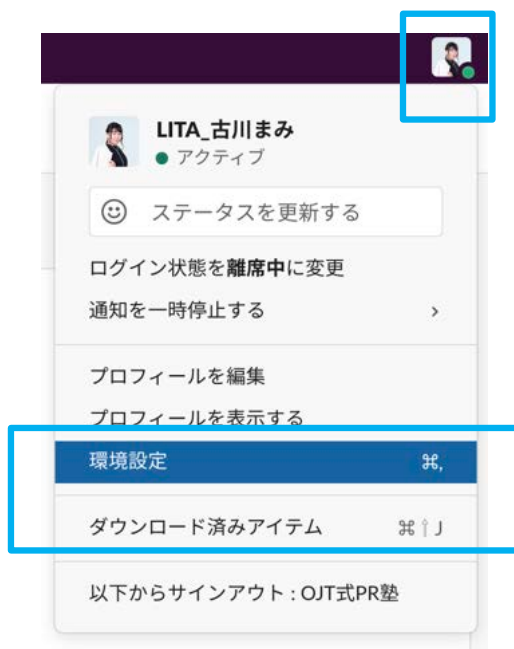 LITA_古川まみ
アクティブ
ステータスを更新する
ログイン状態を離席中に変更
通知を一時停止する
プロフィールを編集
プロフィールを表示する
環境設定 ⌘,
ダウンロード済みアイテム ⌘⇧J
以下からサインアウト : OJT式PR塾